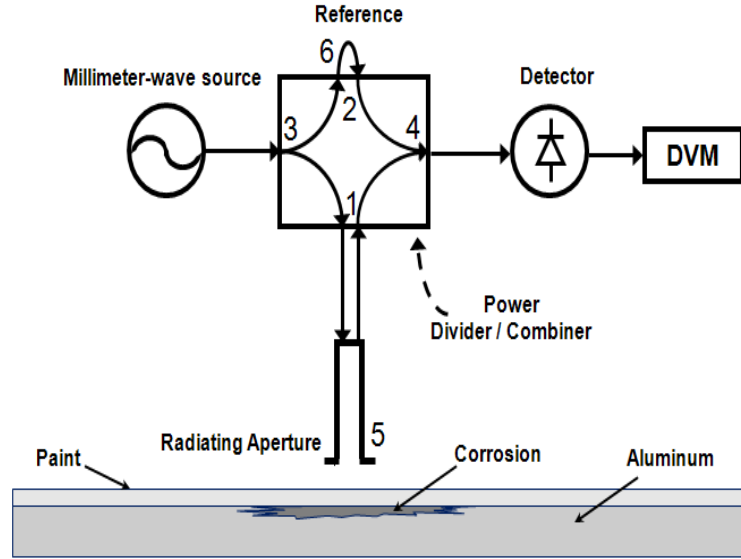 Reference
6
Millimeter-wave source
Detector
3
2
4
DVM
1
Power
Divider / Combiner
Radiating Aperture
5
Paint
Corrosion
Aluminum